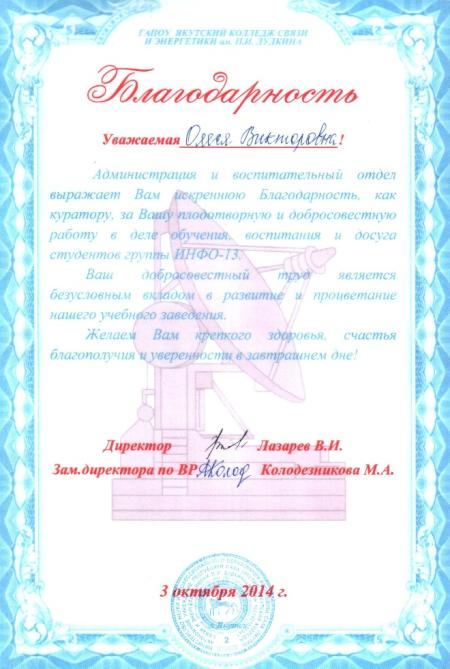 ГАПОУ ЯКУТСКИЙ КОЛЛЕДЖ СВЯЗИ
И ЭНЕРГЕТИКИ им. П.И. ДУДКИНА
Благодарность
Уважаемая Олеся Викторовна!
Администрация и воспитательный отдел
выражает Вам искреннюю Благодарность, как
куратору, за Вашу плодотворную и добросовестную
работу в деле обучения, воспитания и досуга
студентов группы ИНФО-13.
Ваш добросовестный труд является
безусловным вкладом в развитие и процветание
нашего учебного заведения.
Желаем Вам крепкого здоровья, счастья
благополучия и уверенности в завтрашнем дне!
Директор Лазарев В.И.
Зам.директора по ВР Колодезникова М.А.
3 октября 2014 г.
2